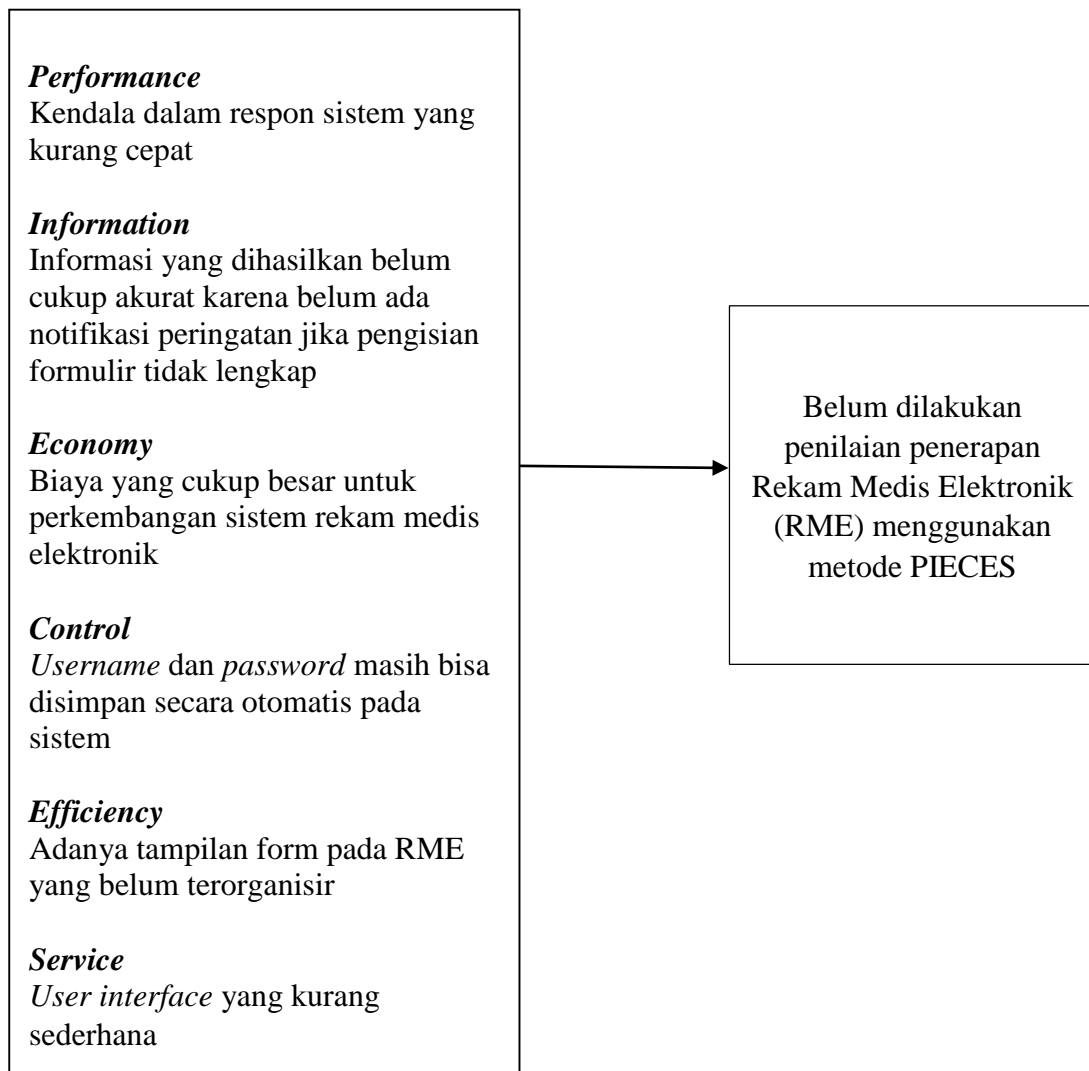 Performance
Kendala dalam respon sistem yang
kurang cepat
Information
Informasi yang dihasilkan belum
cukup akurat karena belum ada
notifikasi peringatan jika pengisian
formulir tidak lengkap
Economy
Biaya yang cukup besar untuk
perkembangan sistem rekam medis
elektronik
Control
Username dan password masih bisa
disimpan secara otomatis pada
sistem
Efficiency
Adanya tampilan form pada RME
yang belum terorganisir
Service
User interface yang kurang
sederhana
Belum dilakukan
penilaian penerapan
Rekam Medis Elektronik
(RME) menggunakan
metode PIECES